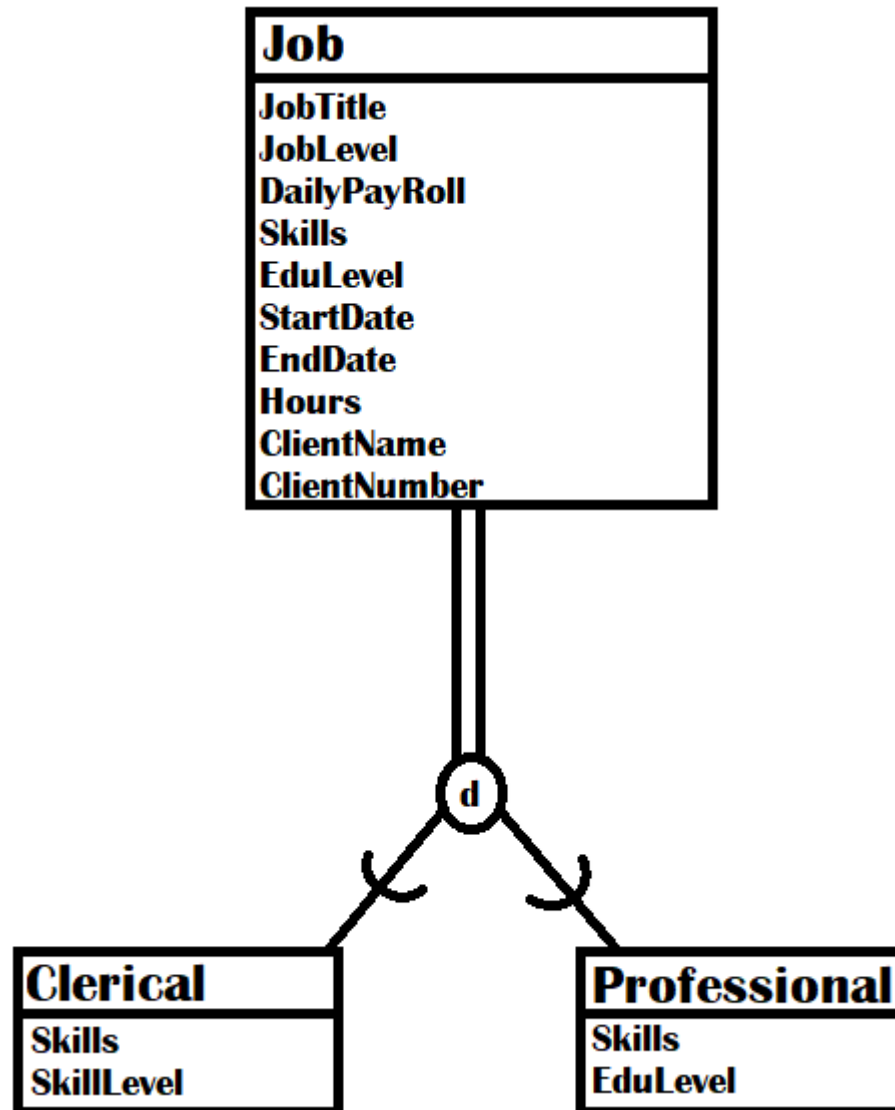 Job
JobTitle
JobLevel
DailyPayRoll
Skills
EduLevel
StartDate
EndDate
Hours
ClientName
ClientNumber
d
Clerical
Skills
SkillLevel
Professional
Skills
EduLevel